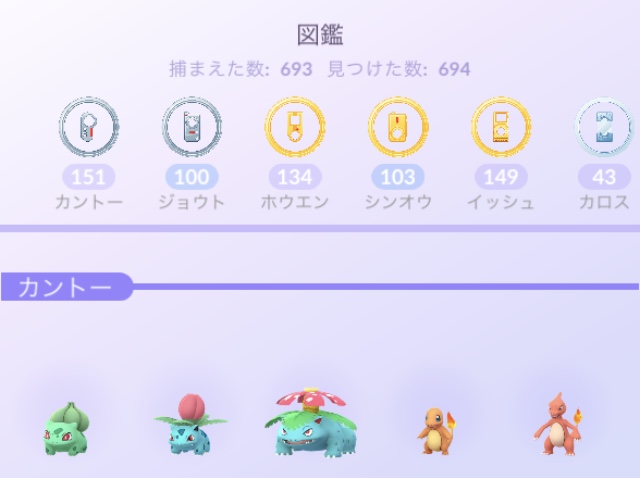 図鑑
捕まえた数: 693 見つけた数: 694
151 100 134 103 149 43
カントー ジョウト ホウエン シンオウ イッシュ カロス
カントー